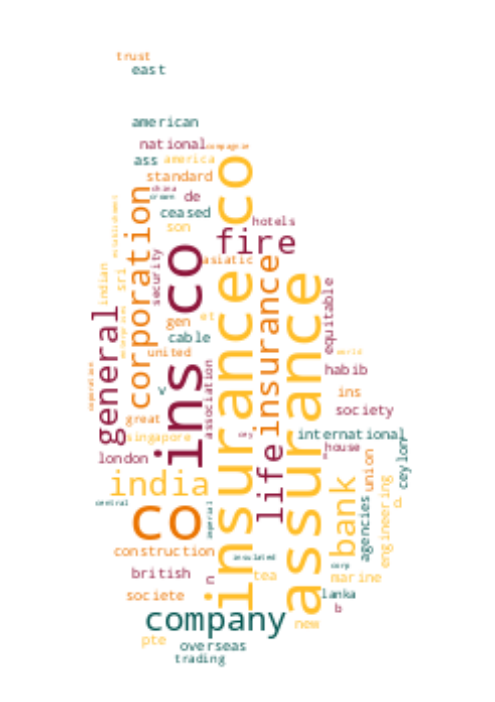 trust
east
american
national
compagnie
ass
america
standard
china
crown
de
ceased
son
hotels
fire
asiatic
co
ins co
insurance co
corporation
insurance
assurance
security
indian
sri
gen
et
cable
united
v
general
association
equitable
world
habib
ins
society
great
singapore
international
house
london
life
india
union
ceylon
bank
engineering
agencies
central
imperial
co
construction
insulated
corp
british
tea
marine
societe
lanka
b
company
new
pte
overseas
trading